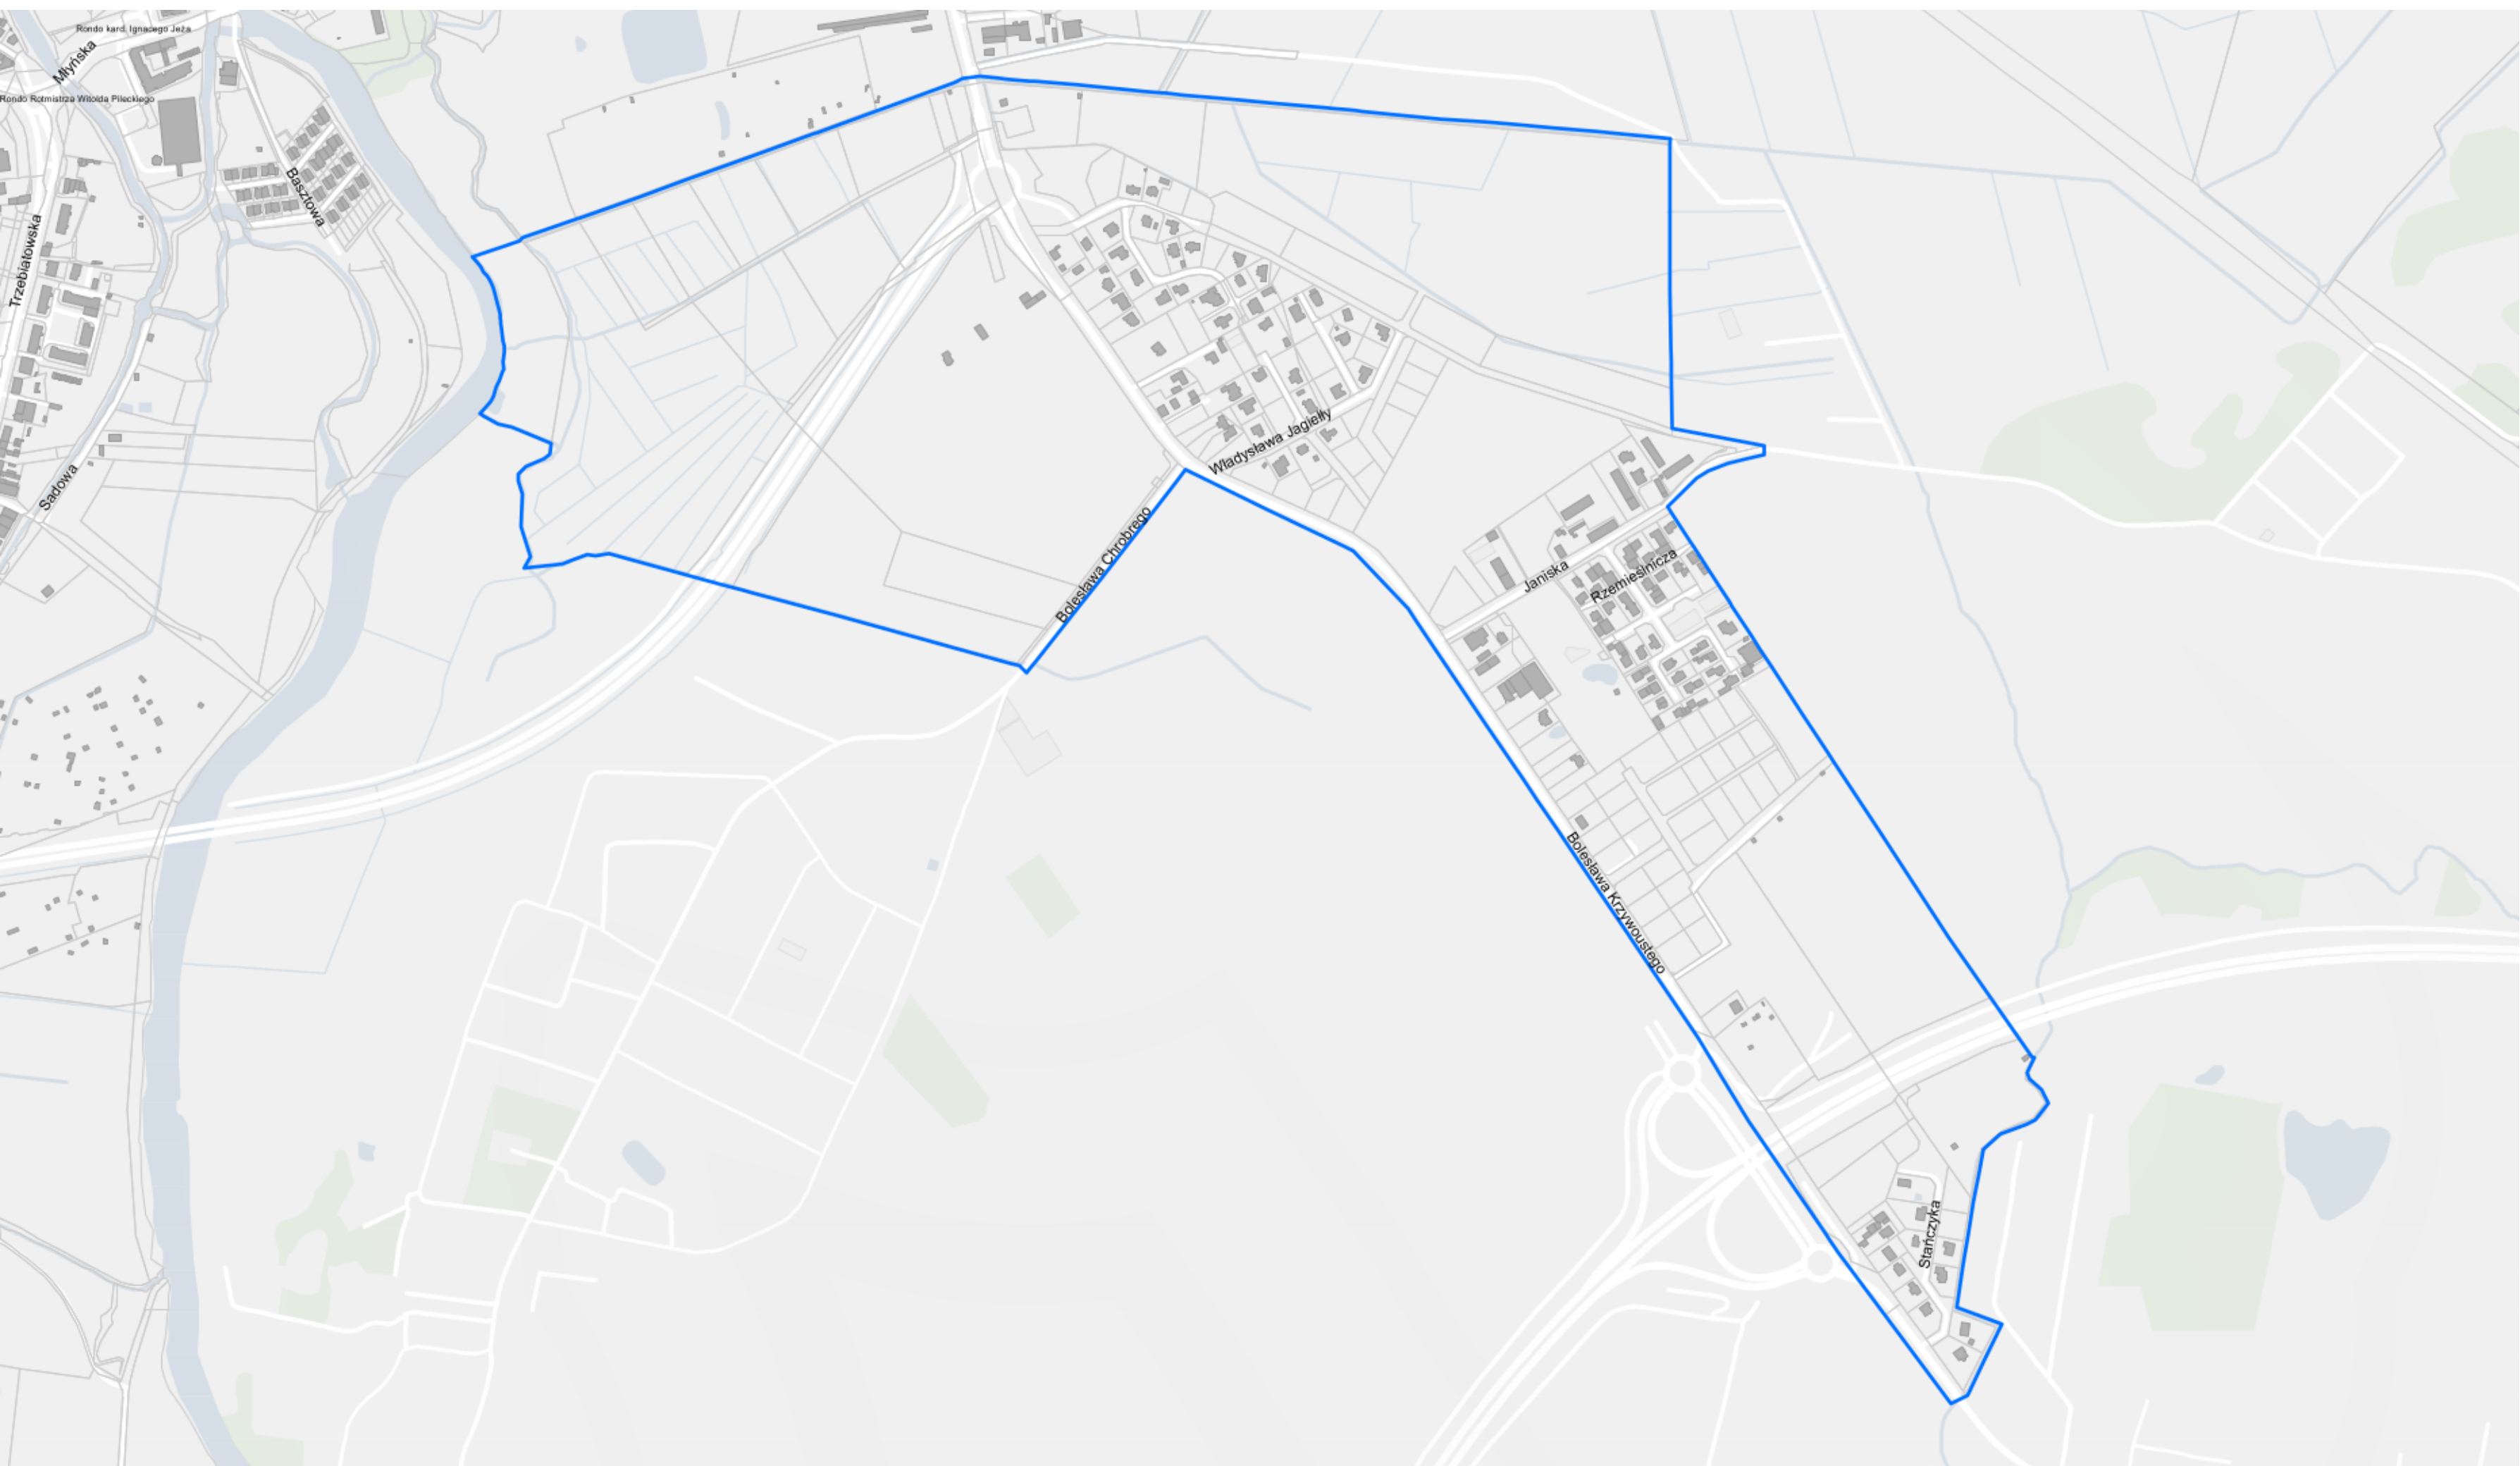 Rondo kard. Ignacego Jeża
Młyńska
Rondo Rotmistrza Witolda Pileckiego
Basztowa
Trzebiatowska
Sadowa
Władysława Jagiełły
Bolesława Chrobrego
Janiska
Rzemieślnicza
Bolesława Krzywoustego
Stańczyka